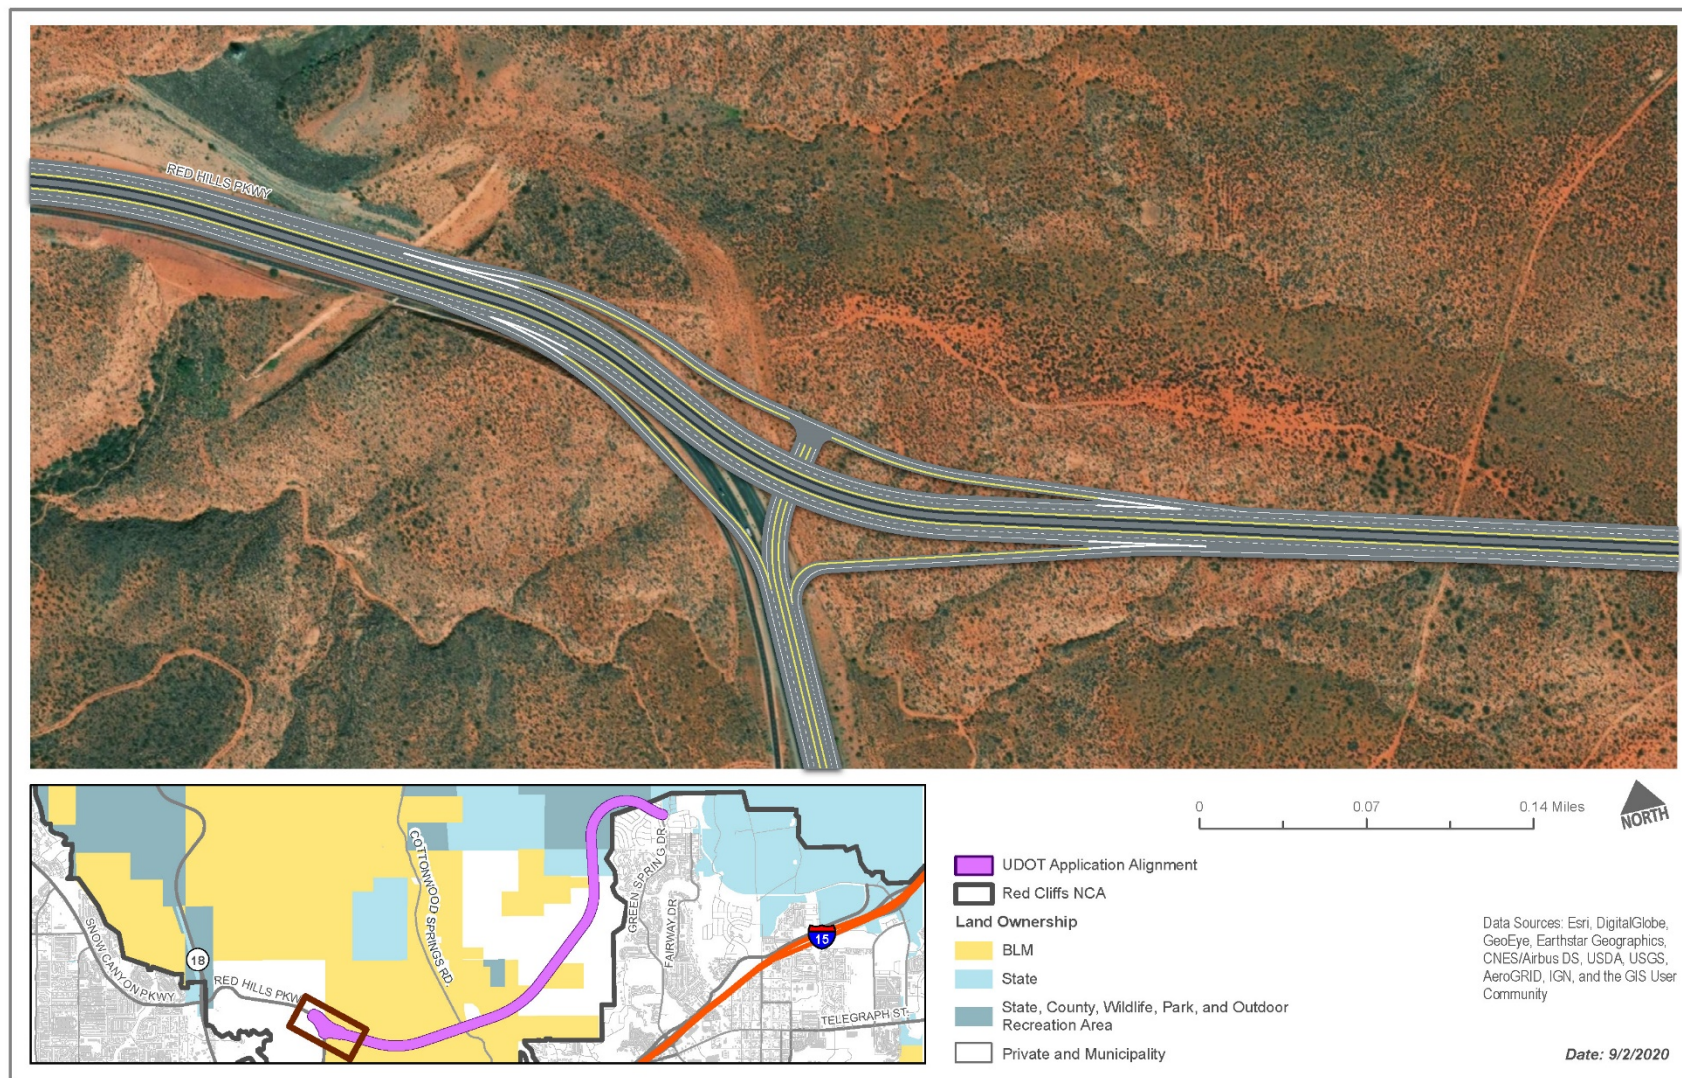 RED HILLS PKWY
SNOW CANYON PKWY
18
RED HILLS PKW
COTTONWOOD SPRINGS RD.
GREEN SPRING DR.
FAIRWAY DR.
15
TELEGRAPH ST.
0 0.07 0.14 Miles
NORTH
UDOT Application Alignment
Red Cliffs NCA
Land Ownership
BLM
State
State, County, Wildlife, Park, and Outdoor
Recreation Area
Private and Municipality
Data Sources: Esri, DigitalGlobe,
GeoEye, Earthstar Geographics,
CNES/Airbus DS, USDA, USGS,
AeroGRID, IGN, and the GIS User
Community
Date: 9/2/2020